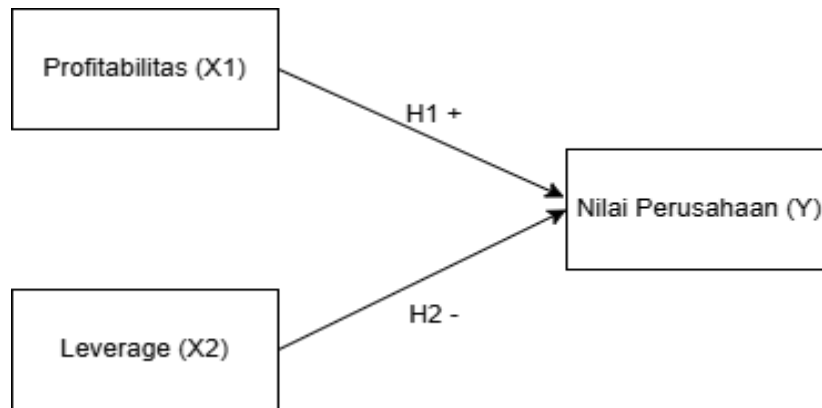 Profitabilitas (X1)
H1 +
Nilai Perusahaan (Y)
H2 -
Leverage (X2)